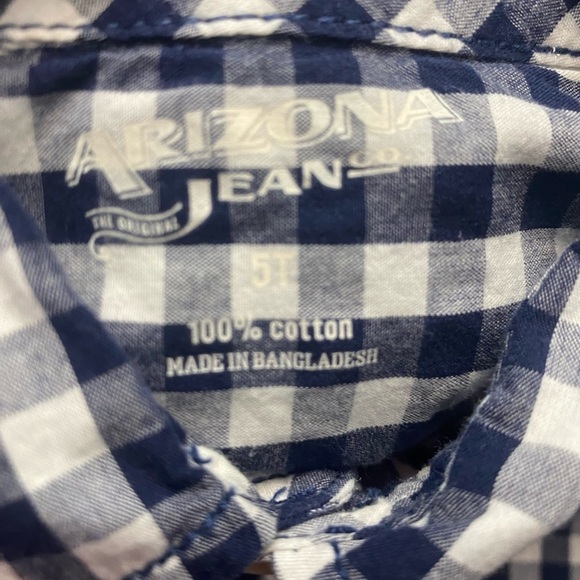 ARIZONA
JEAN CO.
THE ORIGINAL
5T
100% cotton
MADE IN BANGLADESH